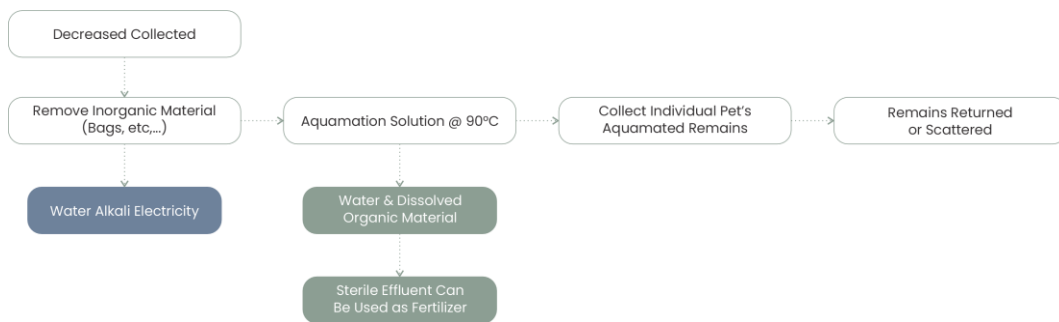 Decreased Collected
Remove Inorganic Material
(Bags, etc,...)
Aquamation Solution @ 90ºC
Collect Individual Pet's
Aquamated Remains
Remains Returned
or Scattered
Water Alkali Electricity
Water & Dissolved
Organic Material
Sterile Effluent Can
Be Used as Fertilizer